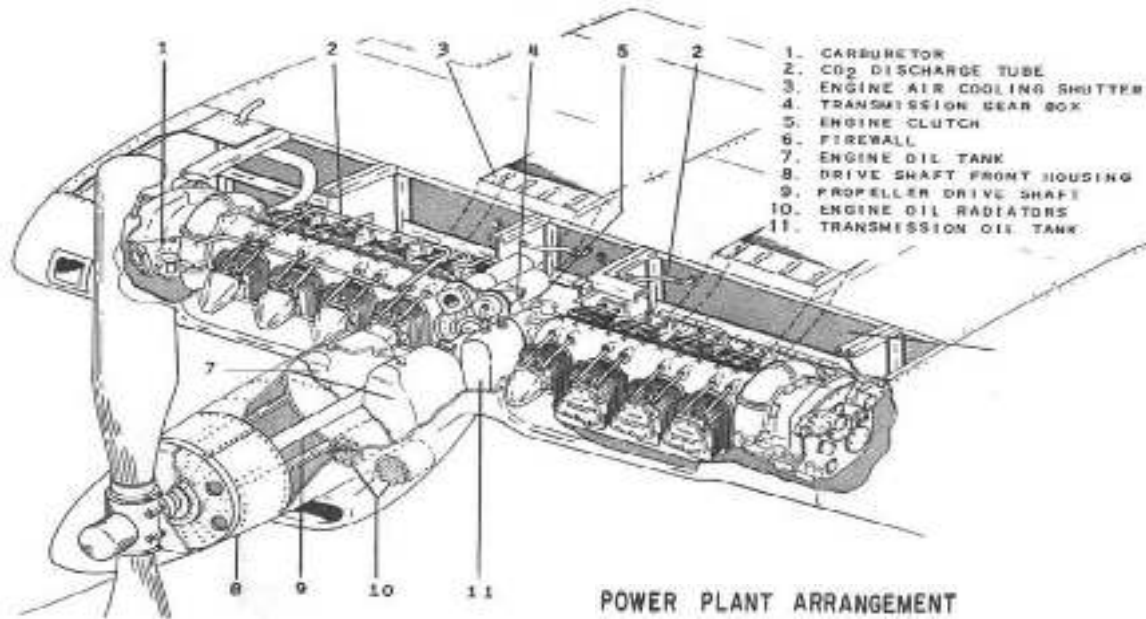 1 2 3 4 5 2
1. CARBURETOR
2. CO2 DISCHARGE TUBE
3. ENGINE AIR COOLING SHUTTER
4. TRANSMISSION GEAR BOX
5. ENGINE CLUTCH
6. FIREWALL
7. ENGINE OIL TANK
8. DRIVE SHAFT FRONT HOUSING
9. PROPELLER DRIVE SHAFT
10. ENGINE OIL RADIATORS
11. TRANSMISSION OIL TANK
7
8 9 10 11
POWER PLANT ARRANGEMENT